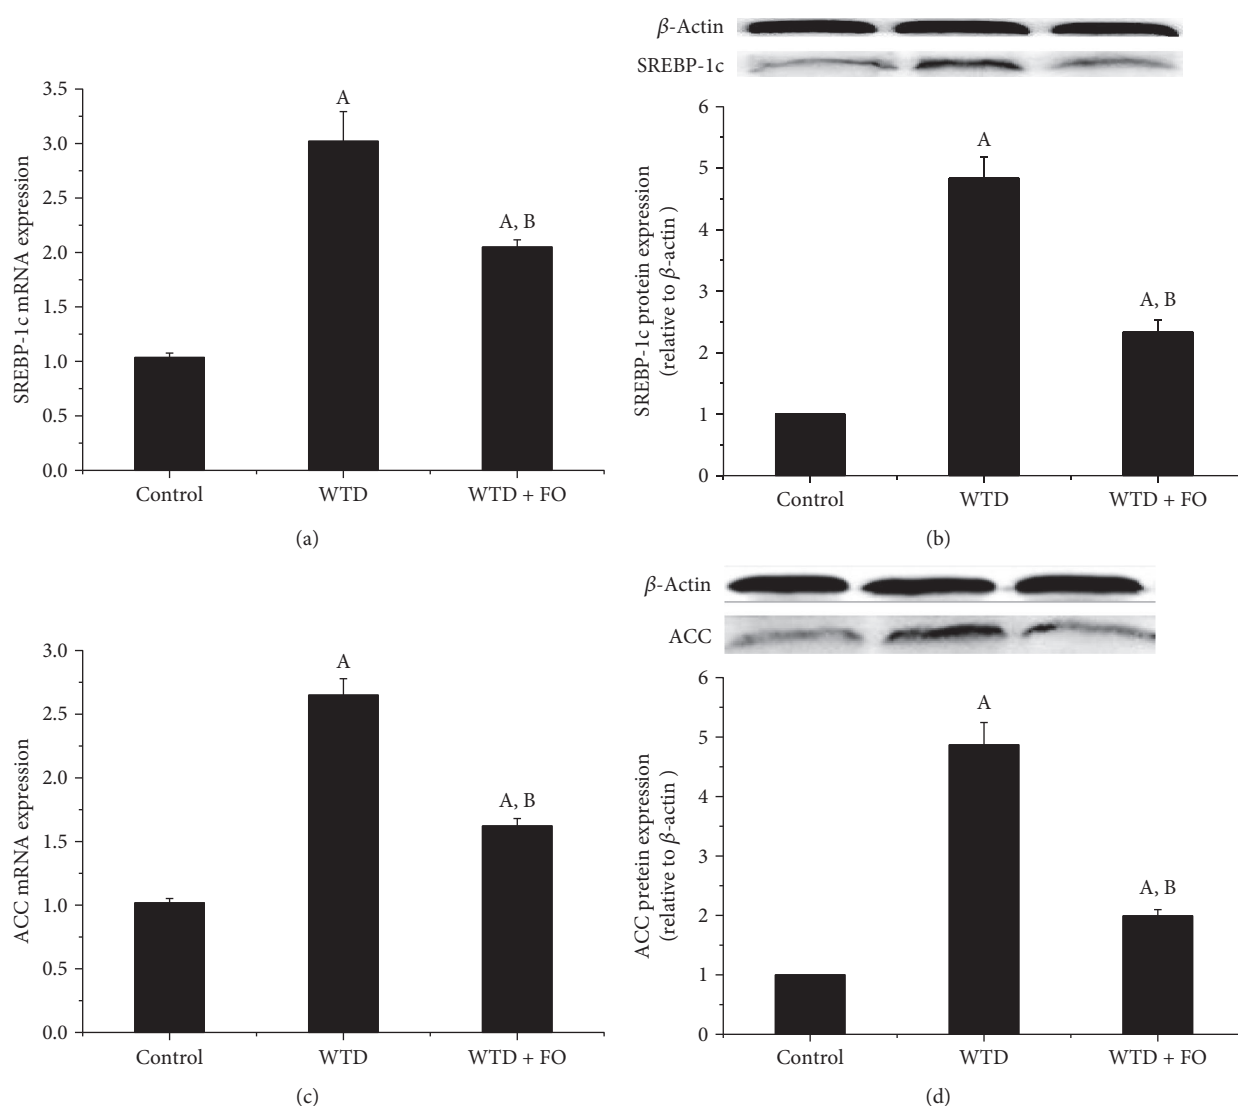 3.5
3.0
2.5
2.0
1.5
1.0
0.5
0.0
SREBP-1c mRNA expression
A
A, B
Control WTD WTD + FO
(a)
β-Actin
SREBP-1c
6
5
4
3
2
1
0
SREBP-1c protein expression
(relative to β-actin )
A
A, B
Control WTD WTD + FO
(b)
3.0
2.5
2.0
1.5
1.0
0.5
0.0
ACC mRNA expression
A
A, B
Control WTD WTD + FO
(c)
β-Actin
ACC
6
5
4
3
2
1
0
ACC pretein expression
(relative to β-actin )
A
A, B
Control WTD WTD + FO
(d)